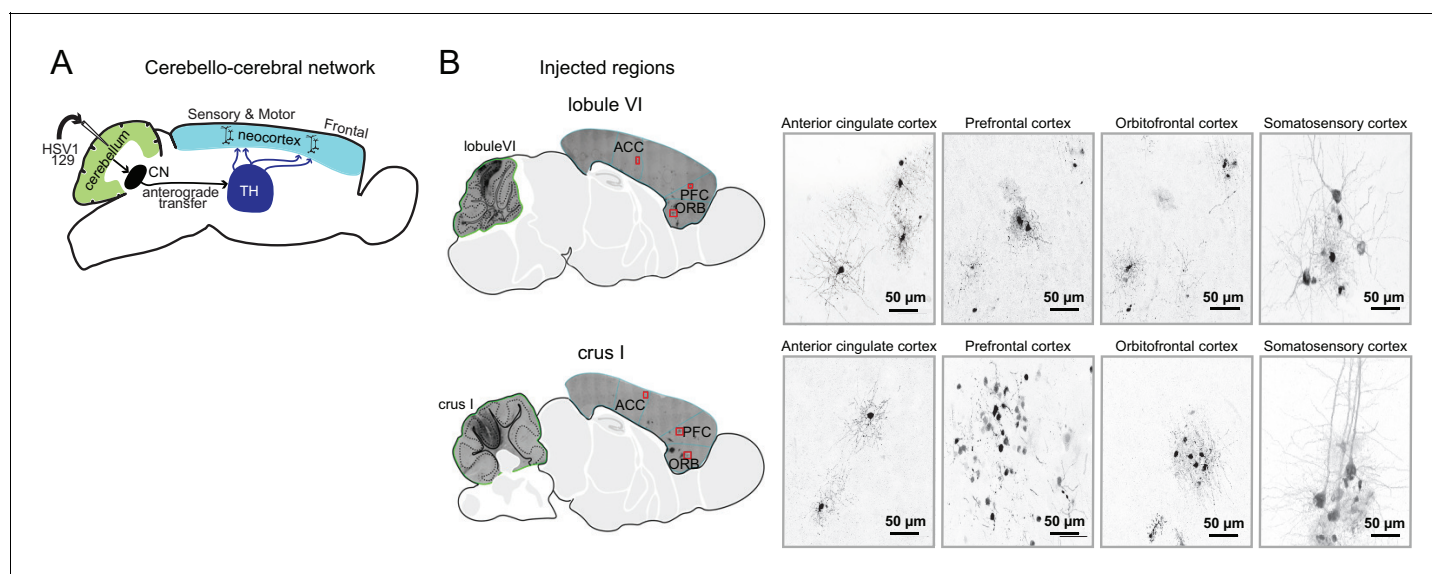 A
Cerebello-cerebral network
HSV1
129
cerebellum
CN
anterograde
transfer
Sensory & Motor
neocortex
Frontal
TH
B
Injected regions
lobule VI
lobuleVI
ACC
PFC
ORB
Anterior cingulate cortex
50 µm
Prefrontal cortex
50 µm
Orbitofrontal cortex
50 µm
Somatosensory cortex
50 µm
crus I
crus I
ACC
PFC
ORB
Anterior cingulate cortex
50 µm
Prefrontal cortex
50 µm
Orbitofrontal cortex
50 µm
Somatosensory cortex
50 µm